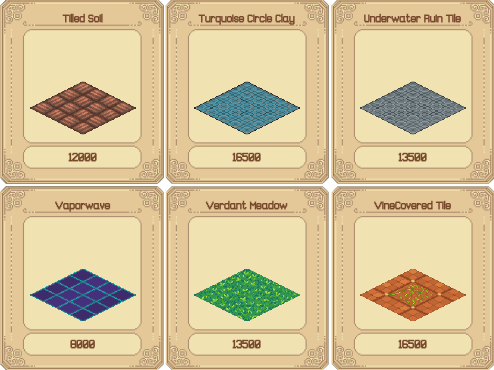 Tilled Soil
Turquoise Circle Clay
Underwater Ruin Tile
12000
16500
13500
Vaporwave
Verdant Meadow
VineCovered Tile
8000
13500
16500